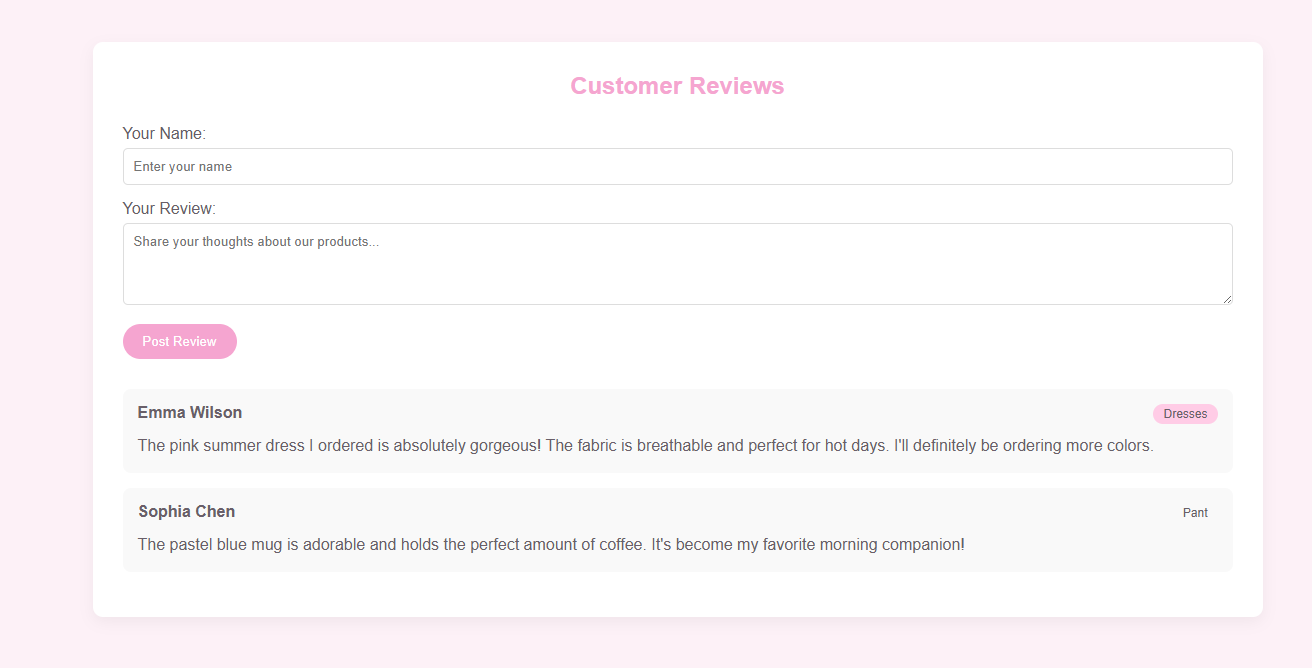 Customer Reviews
Your Name:
Enter your name
Your Review:
Share your thoughts about our products...
Post Review
Emma Wilson
Dresses
The pink summer dress I ordered is absolutely gorgeous! The fabric is breathable and perfect for hot days. I'll definitely be ordering more colors.
Sophia Chen
Pant
The pastel blue mug is adorable and holds the perfect amount of coffee. It's become my favorite morning companion!